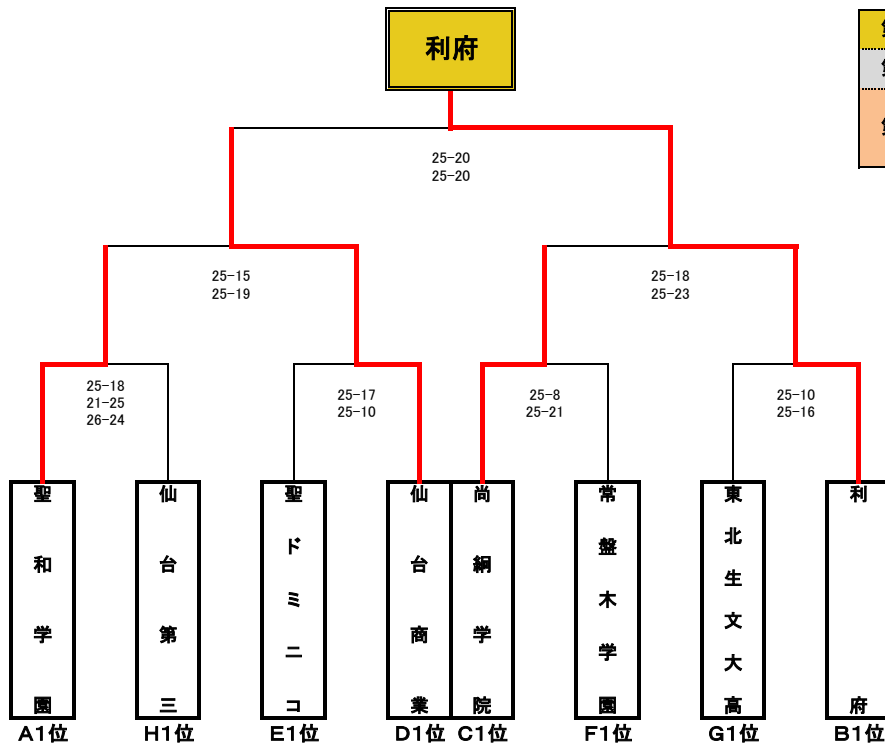 利府
25-20
25-20
25-15
25-19
25-18
25-23
25-18
21-25
26-24
25-17
25-10
25-8
25-21
25-10
25-16
聖和学園
仙台第三
聖ドミニコ
仙台商業
尚絅学院
常盤木学園
東北生文大高
利府
A1位
H1位
E1位
D1位
C1位
F1位
G1位
B1位